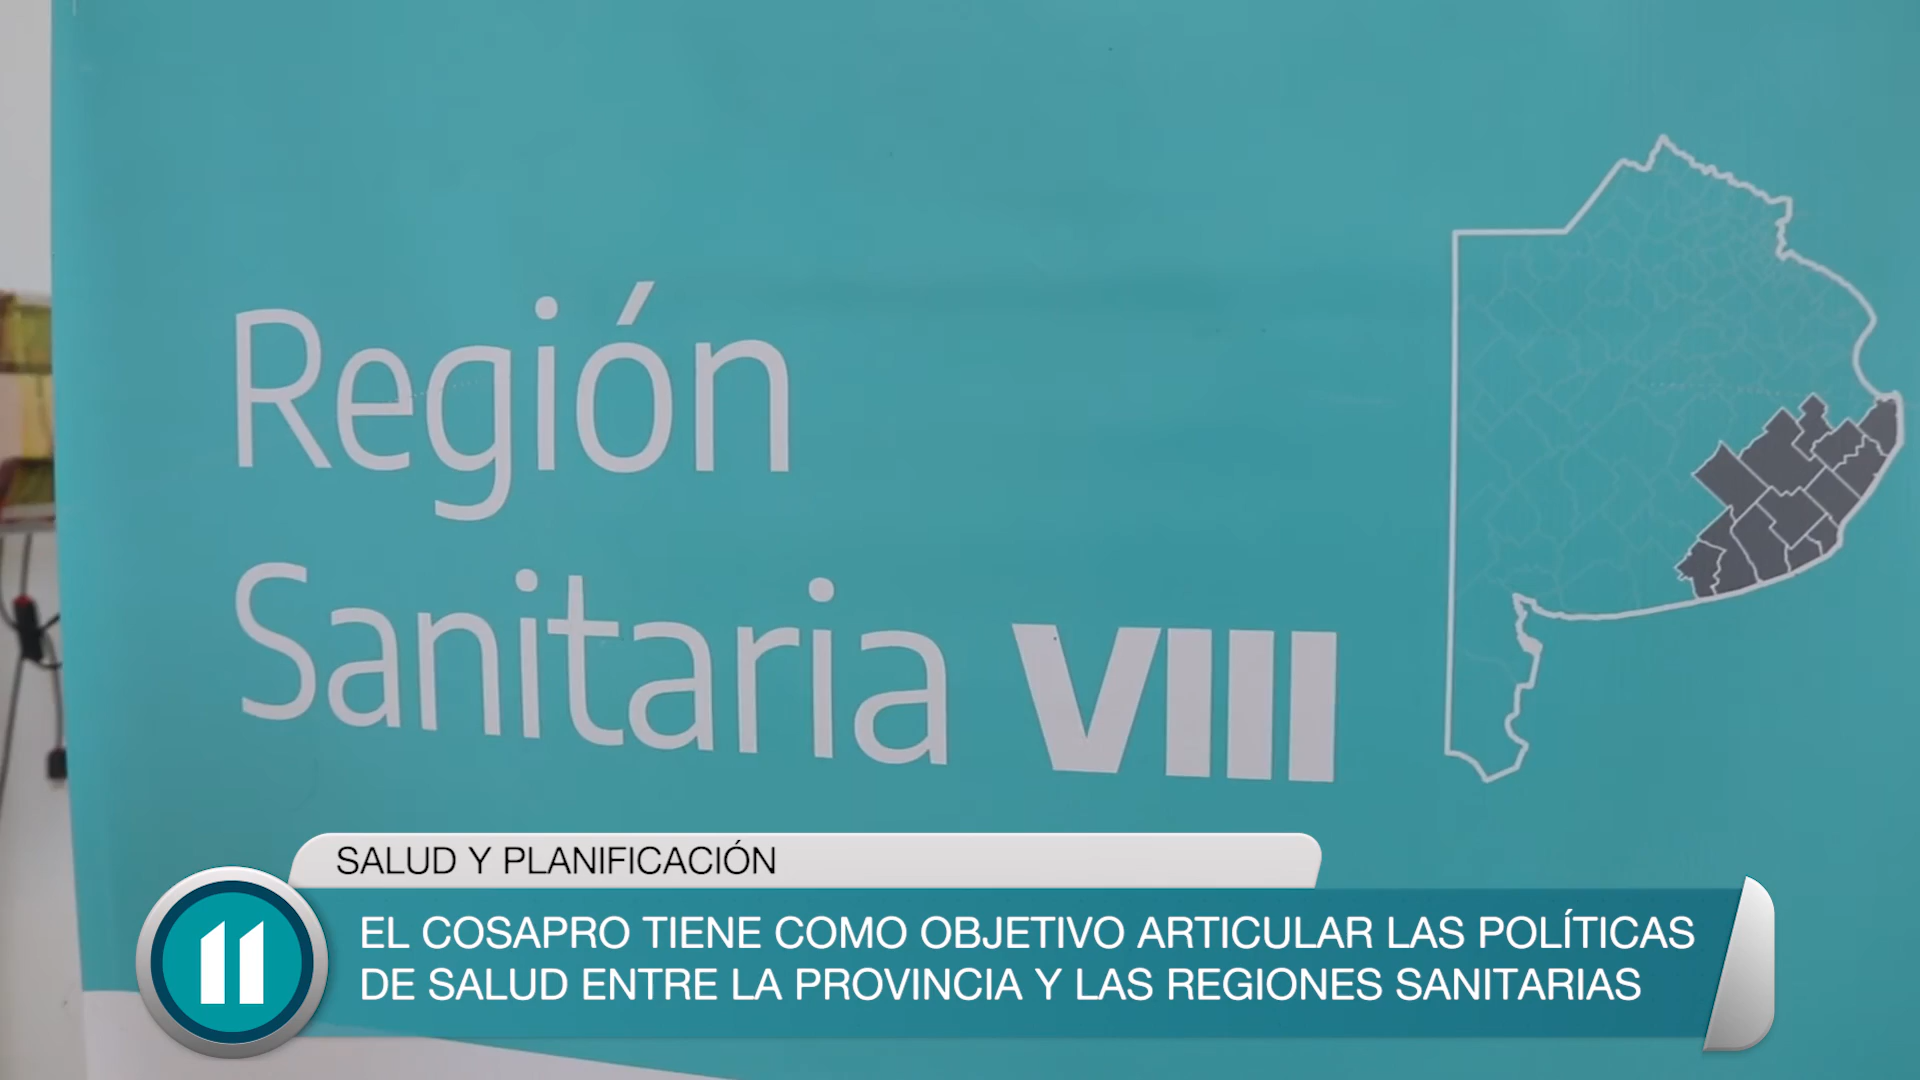 Región
Sanitaria VIII
SALUD Y PLANIFICACIÓN
11
EL COSAPRO TIENE COMO OBJETIVO ARTICULAR LAS POLÍTICAS
DE SALUD ENTRE LA PROVINCIA Y LAS REGIONES SANITARIAS